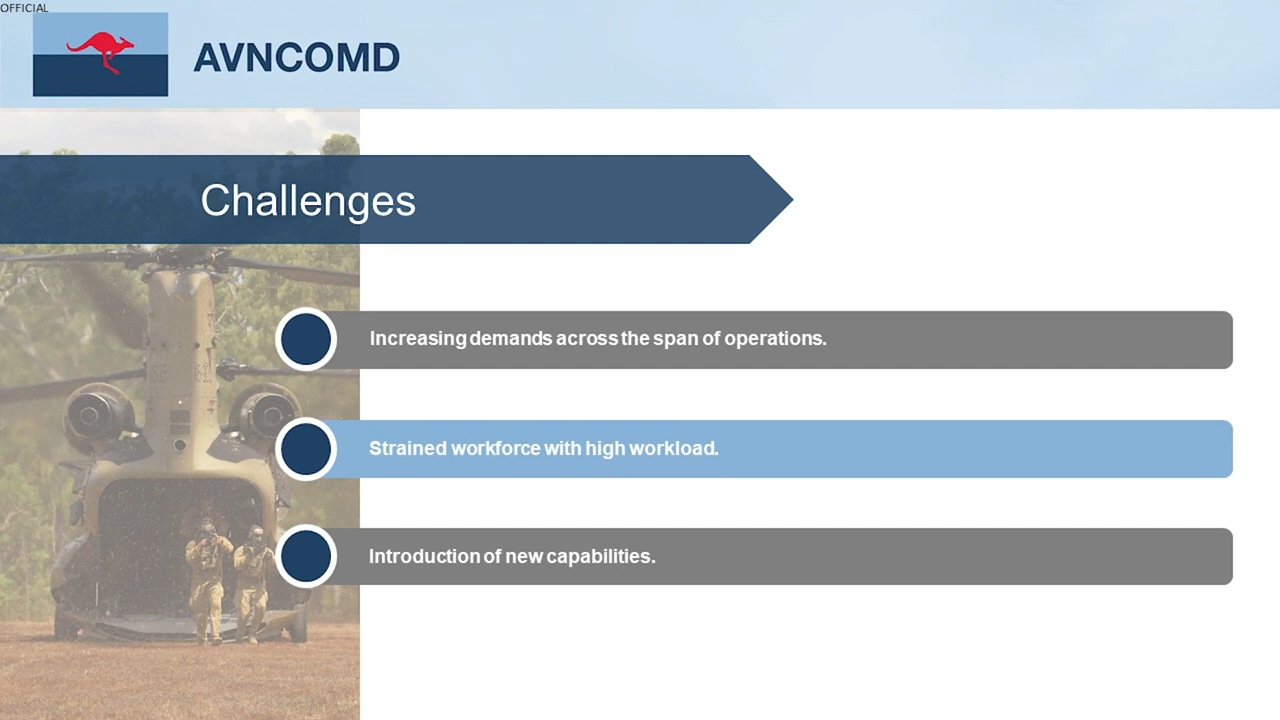 OFFICIAL
AVNCOMD
Challenges
Increasing demands across the span of operations.
Strained workforce with high workload.
Introduction of new capabilities.